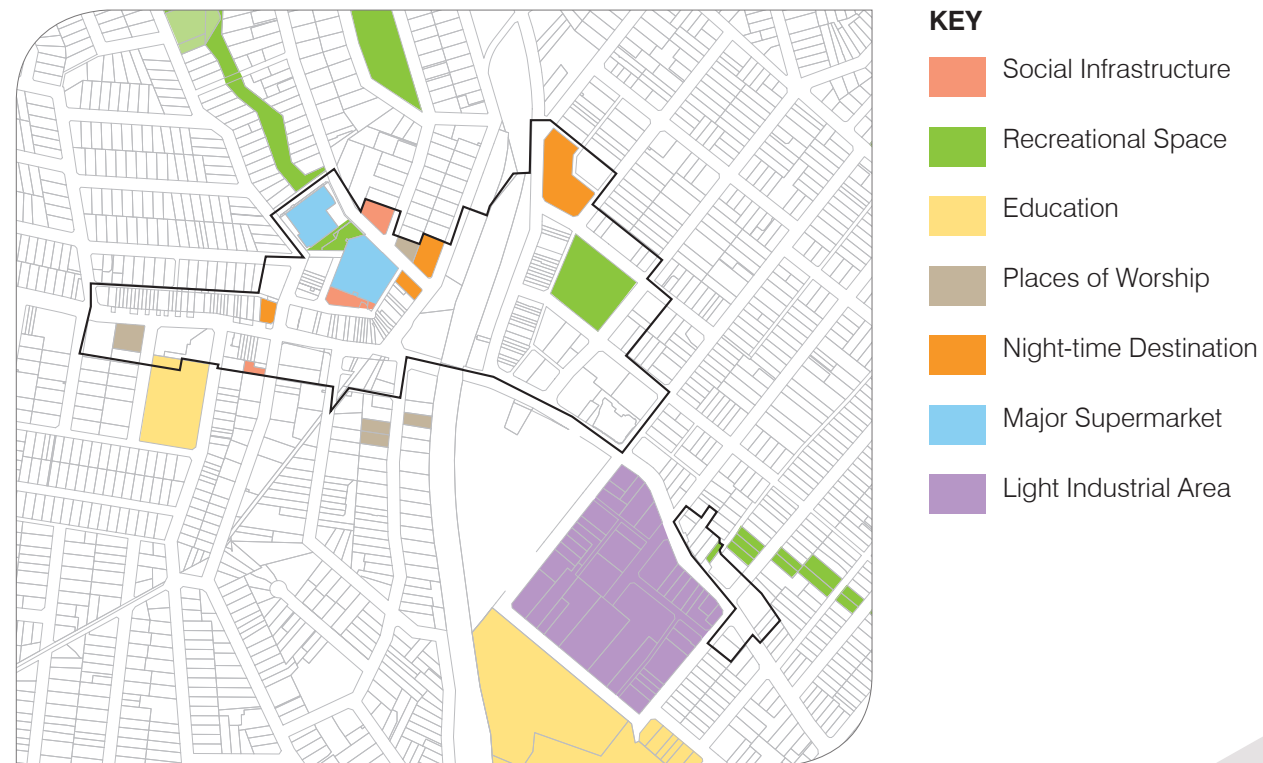 KEY
Social Infrastructure
Recreational Space
Education
Places of Worship
Night-time Destination
Major Supermarket
Light Industrial Area